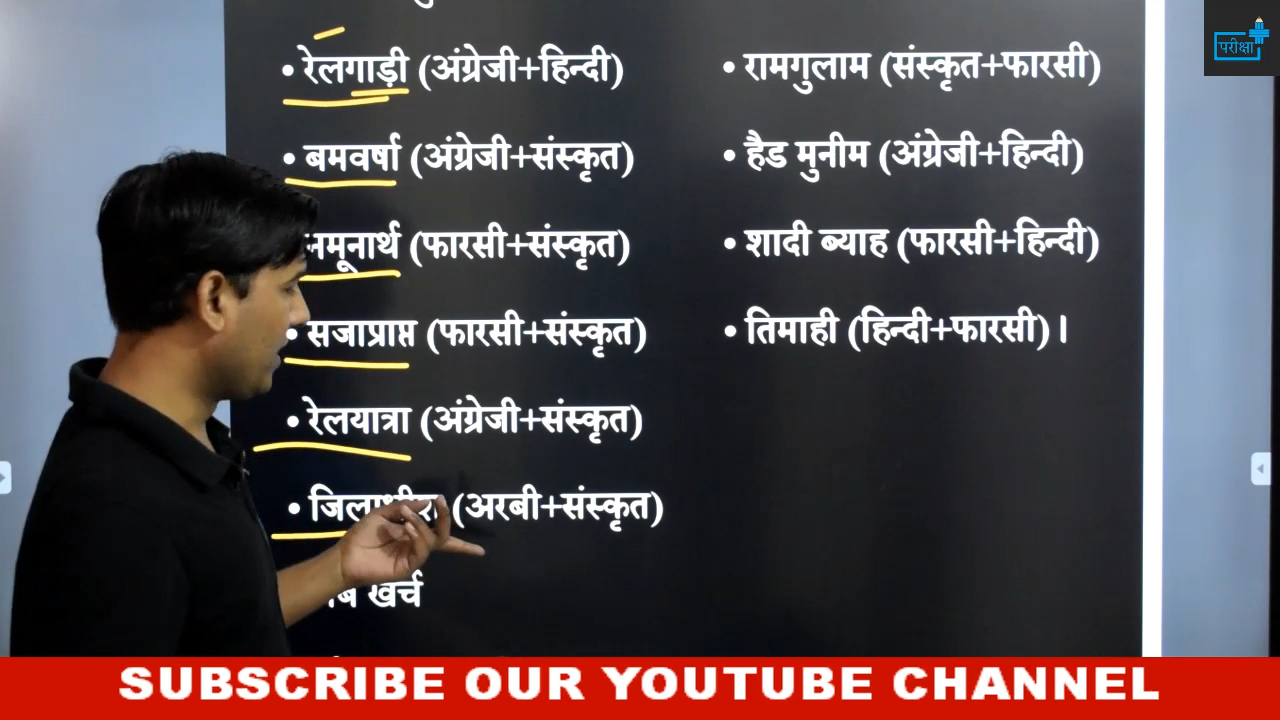 परीक्षा
• रेलगाड़ी (अंग्रेजी+हिन्दी)
• बमवर्षा (अंग्रेजी+संस्कृत)
नमूनार्थ (फारसी+संस्कृत)
• सजाप्राप्त (फारसी+संस्कृत)
• रेलयात्रा (अंग्रेजी+संस्कृत)
• (अरबी+संस्कृत)
खर्च
• रामगुलाम (संस्कृत+फारसी)
• हैड मुनीम (अंग्रेजी+हिन्दी)
• शादी ब्याह (फारसी+हिन्दी)
• तिमाही (हिन्दी+फारसी)।
SUBSCRIBE OUR YOUTUBE CHANNEL